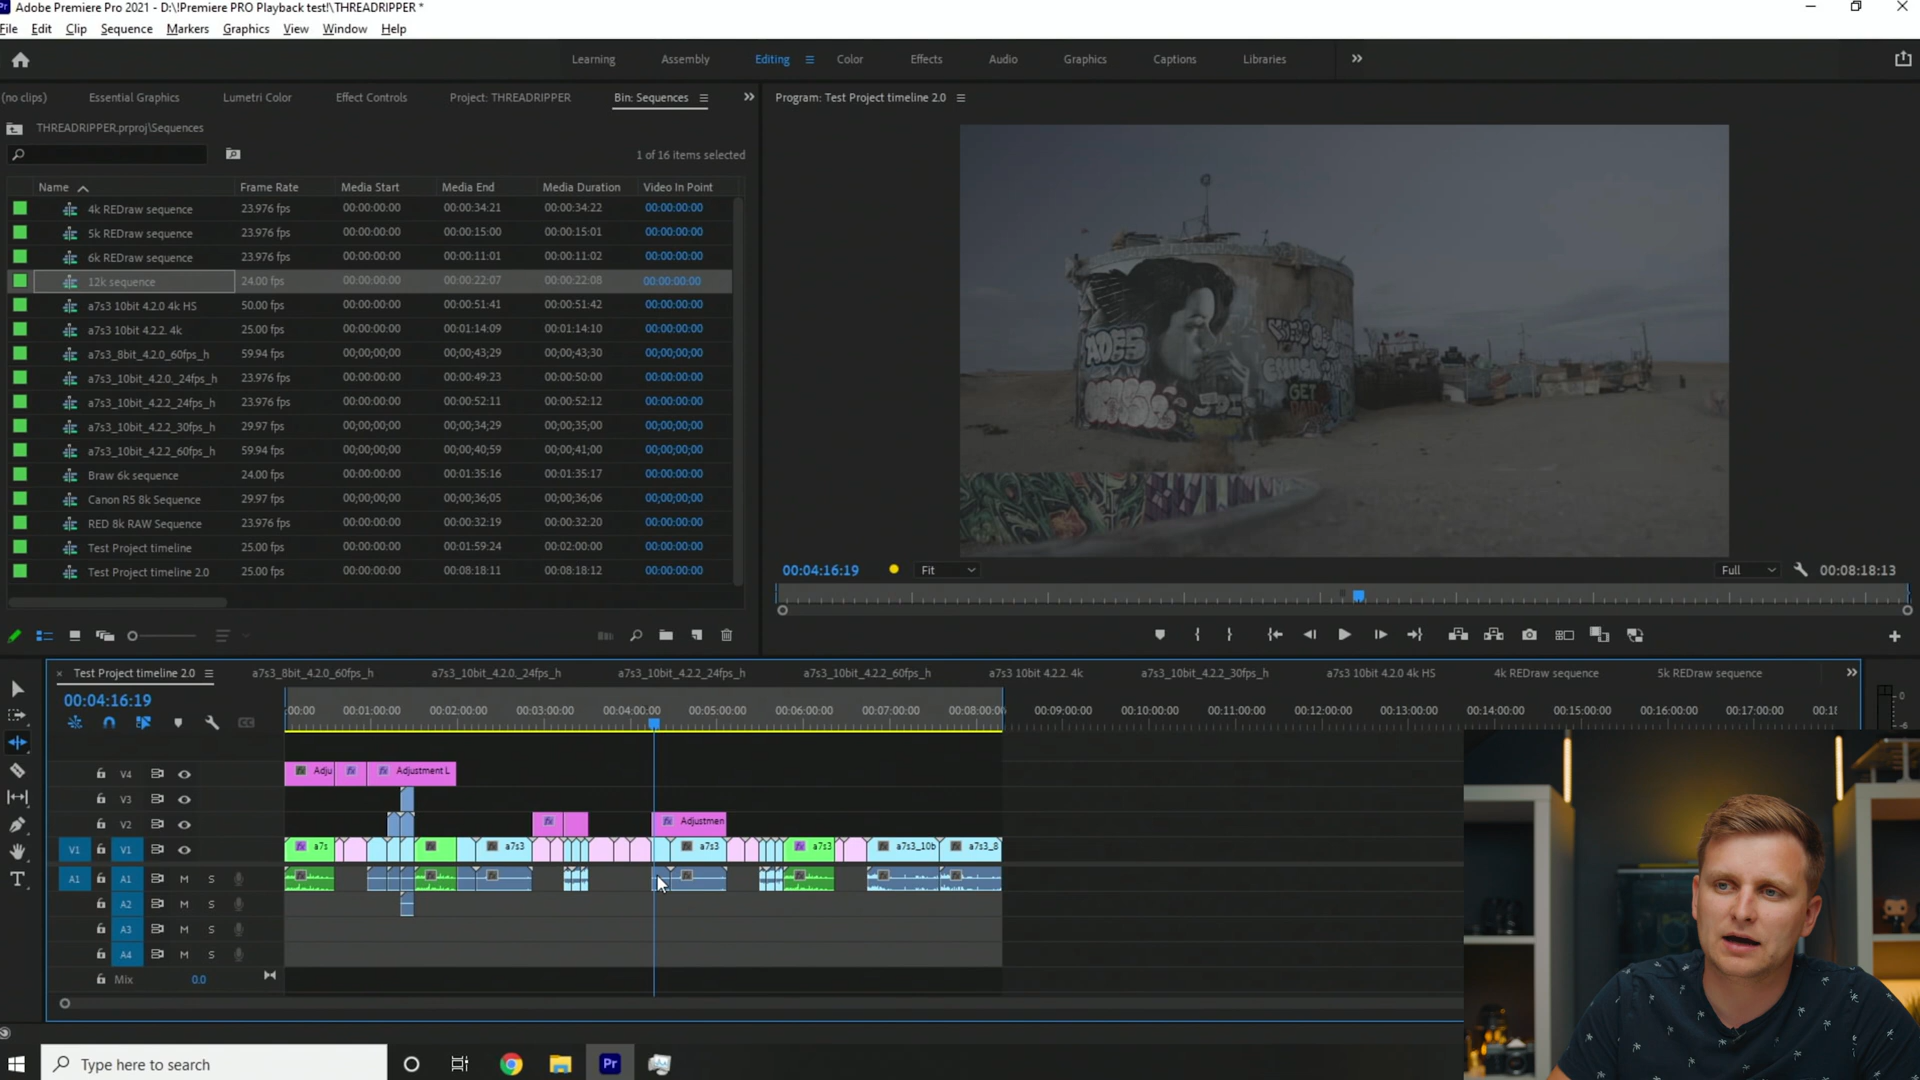 Adobe Premiere Pro 2021 - D:\!Premiere PRO Playback test!\THREADRIPPER *
File Edit Clip Sequence Markers Graphics View Window Help
Learning Assembly Editing Color Effects Audio Graphics Captions Libraries
(no clips) Essential Graphics Lumetri Color Effect Controls Project: THREADRIPPER Bin: Sequences
Program: Test Project timeline 2.0
THREADRIPPER.prproj\Sequences
1 of 16 items selected
Name Frame Rate Media Start Media End Media Duration Video In Point
4k REDraw sequence 23.976 fps 00:00:00:00 00:00:34:21 00:00:34:22 00:00:00:00
5k REDraw sequence 23.976 fps 00:00:00:00 00:00:15:00 00:00:15:01 00:00:00:00
6k REDraw sequence 23.976 fps 00:00:00:00 00:00:11:01 00:00:11:02 00:00:00:00
12k sequence 24.00 fps 00:00:00:00 00:00:22:07 00:00:22:08 00:00:00:00
a7s3 10bit 4.2.0 4k HS 50.00 fps 00:00:00:00 00:00:51:41 00:00:51:42 00:00:00:00
a7s3 10bit 4.2.2. 4k 25.00 fps 00:00:00:00 00:01:14:09 00:01:14:10 00:00:00:00
a7s3_8bit_4.2.0_60fps_h 59.94 fps 00;00;00;00 00;00;43;29 00;00;43;30 00;00;00;00
a7s3_10bit_4.2.0._24fps_h 23.976 fps 00:00:00:00 00:00:49:23 00:00:50:00 00:00:00:00
a7s3_10bit_4.2.2_24fps_h 23.976 fps 00:00:00:00 00:00:52:11 00:00:52:12 00:00:00:00
a7s3_10bit_4.2.2_30fps_h 29.97 fps 00;00;00;00 00;00;34;29 00;00;35;00 00;00;00;00
a7s3_10bit_4.2.2_60fps_h 59.94 fps 00;00;00;00 00;00;40;59 00;00;41;00 00;00;00;00
Braw 6k sequence 24.00 fps 00:00:00:00 00:01:35:16 00:01:35:17 00:00:00:00
Canon R5 8k Sequence 29.97 fps 00;00;00;00 00;00;36;05 00;00;36;06 00;00;00;00
RED 8k RAW Sequence 23.976 fps 00:00:00:00 00:00:32:19 00:00:32:20 00:00:00:00
Test Project timeline 25.00 fps 00:00:00:00 00:01:59:24 00:02:00:00 00:00:00:00
Test Project timeline 2.0 25.00 fps 00:00:00:00 00:08:18:11 00:08:18:12 00:00:00:00
GET
00:04:16:19 Fit Full 00:08:18:13
Test Project timeline 2.0 a7s3_8bit_4.2.0_60fps_h a7s3_10bit_4.2.0._24fps_h a7s3_10bit_4.2.2_24fps_h a7s3_10bit_4.2.2_60fps_h a7s3 10bit 4.2.2. 4k a7s3_10bit_4.2.2_30fps_h a7s3 10bit 4.2.0 4k HS 4k REDraw sequence 5k REDraw sequence
00:04:16:19
:00:00 00:01:00:00 00:02:00:00 00:03:00:00 00:04:00:00 00:05:00:00 00:06:00:00 00:07:00:00 00:08:00:00 00:09:00:00 00:10:00:00 00:11:00:00 00:12:00:00 00:13:00:00 00:14:00:00 00:15:00:00 00:16:00:00 00:17:00:00 00:18
0
-6
CC
V4 Adju Adjustment L
V3
V2 Adjustmen
V1 V1 a7s a7s3 a7s3 a7s3 a7s3_10b a7s3_8
A1 A1 M S
A2 M S
A3 M S
A4 M S
Mix 0.0
Type here to search
Pr